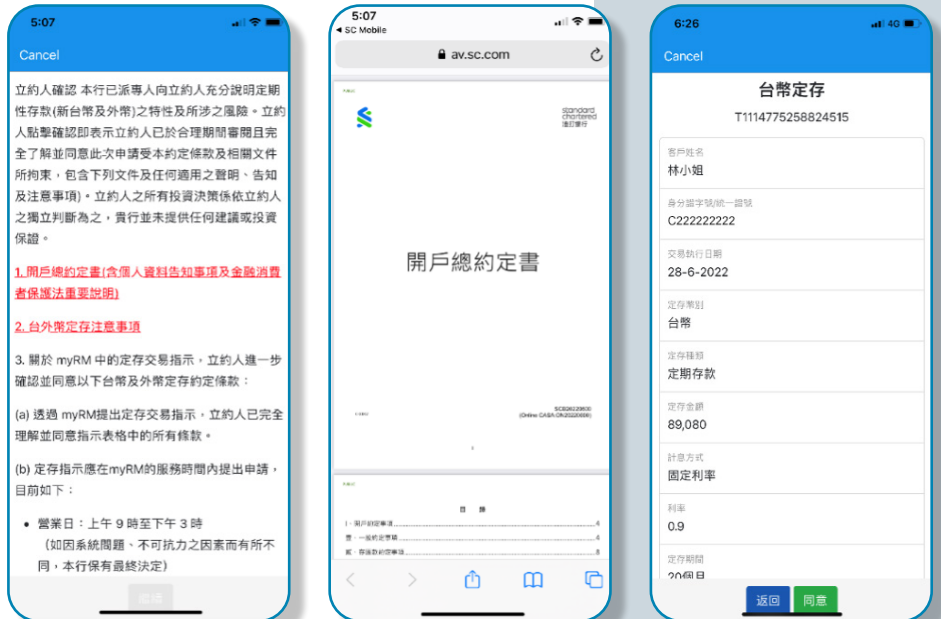 5:07
Cancel
立約人確認 本行已派專人向立約人充分說明定期
性存款(新台幣及外幣)之特性及所涉之風險。立約
人點擊確認即表示立約人已於合理期間審閱且完
全了解並同意此次申請受本約定條款及相關文件
所拘束，包含下列文件及任何適用之聲明、告知
及注意事項)。立約人之所有投資決策係依立約人
之獨立判斷為之，貴行並未提供任何建議或投資
保證。
1. 開戶總約定書(含個人資料告知事項及金融消費
者保護法重要說明)
2. 台外幣定存注意事項
3. 關於 myRM 中的定存交易指示，立約人進一步
確認並同意以下台幣及外幣定存約定條款：
(a) 透過 myRM提出定存交易指示，立約人已完全
理解並同意指示表格中的所有條款。
(b) 定存指示應在myRM的服務時間內提出申請，
目前如下：
• 營業日：上午 9 時至下午 3 時
（如因系統問題、不可抗力之因素而有所不
同，本行保有最終決定）
5:07
SC Mobile
av.sc.com
standard
chartered
渣打銀行
開戶總約定書
目 錄
4
4
8
6:26
4G
Cancel
台幣定存
T1114775258824515
客戶姓名
林小姐
身分證字號/統一證號
C222222222
交易執行日期
28-6-2022
定存幣別
台幣
定存種類
定期存款
定存金額
89,080
計息方式
固定利率
利率
0.9
定存期間
20個月
返回
同意